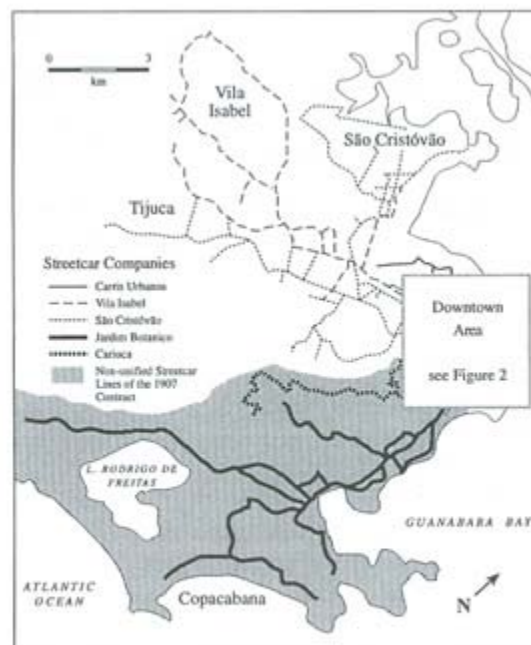 0 3
km
Vila
Isabel
São Cristóvão
Tijuca
Streetcar Companies
Carris Urbanos
Vila Isabel
São Cristóvão
Jardim Botanico
Carioca
Non-unified Streetcar
Lines of the 1907
Contract
Downtown
Area
see Figure 2
L. RODRIGO DE
FREITAS
GUANABARA BAY
ATLANTIC
OCEAN
Copacabana
N